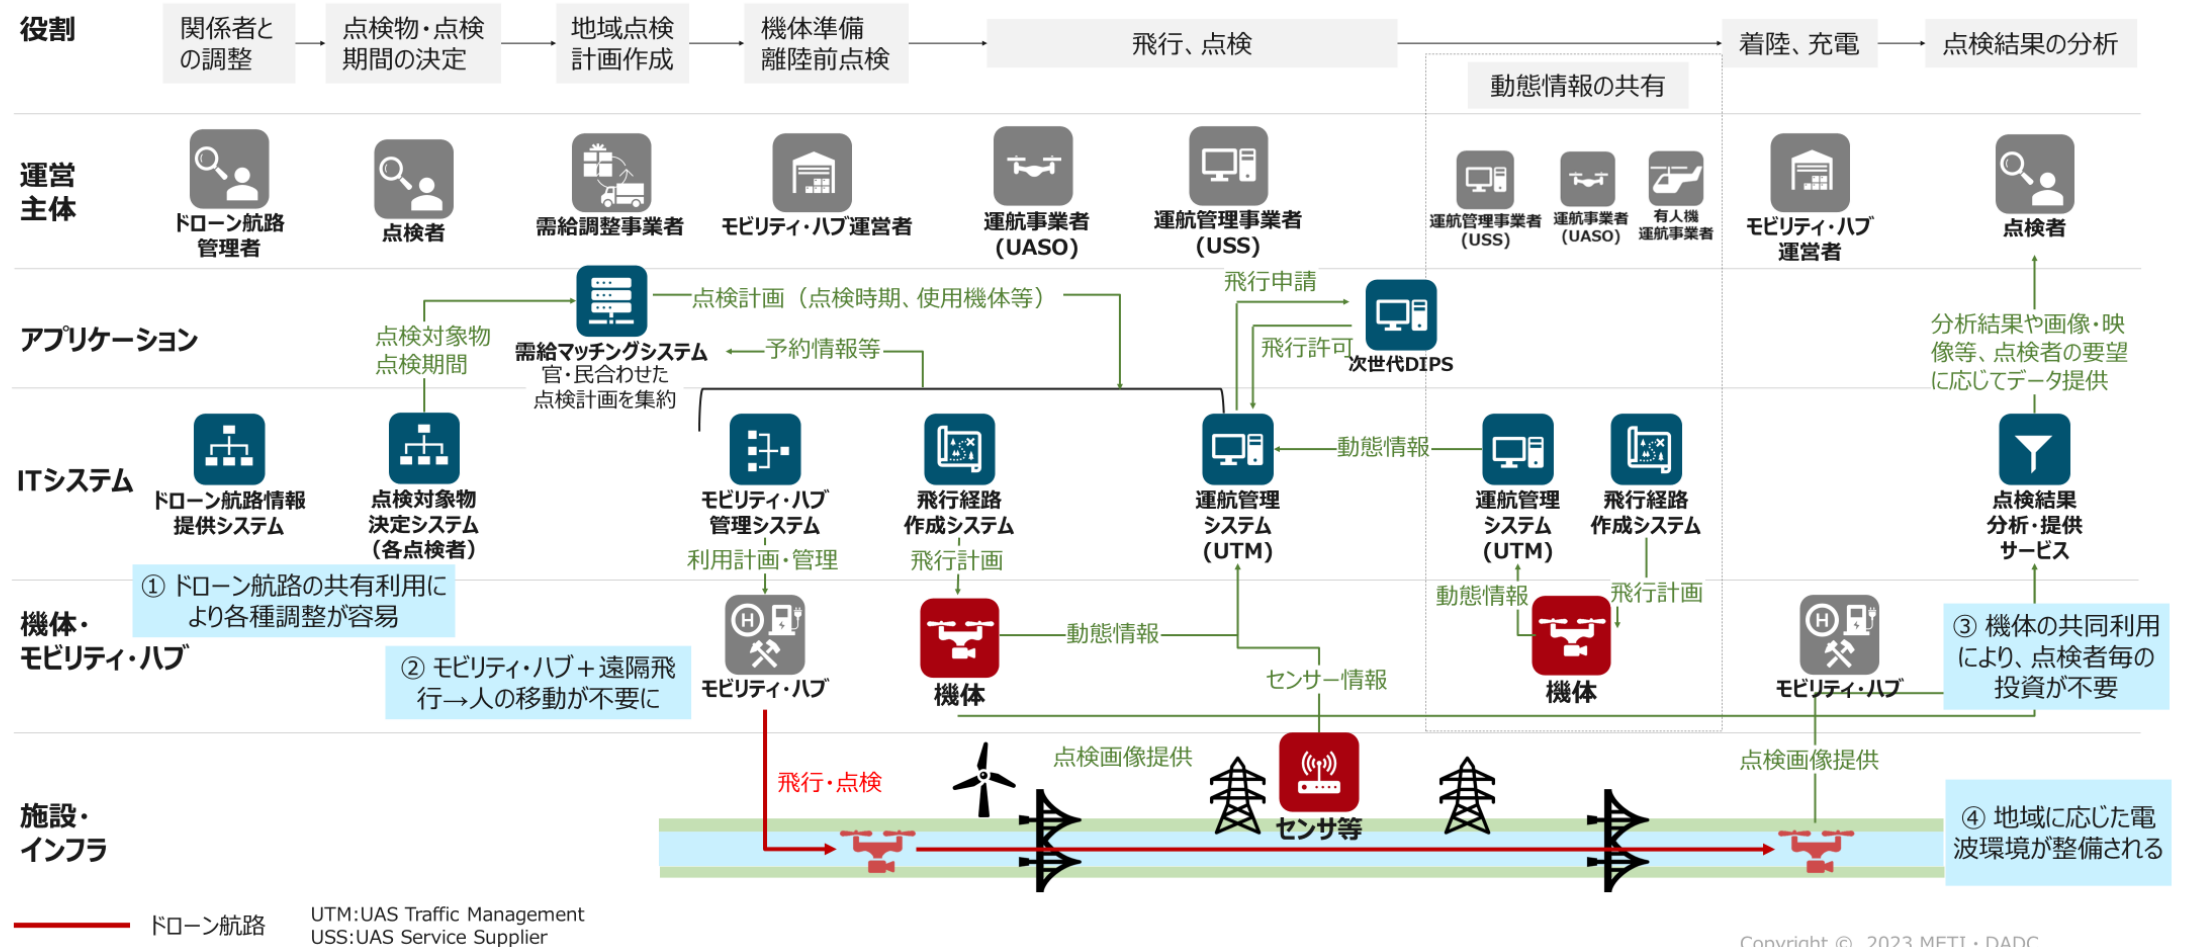 役割
関係者と
の調整
点検物・点検
期間の決定
地域点検
計画作成
機体準備
離陸前点検
飛行、点検
着陸、充電
点検結果の分析
動態情報の共有
運営
主体
ドローン航路
管理者
点検者
需給調整事業者
モビリティ・ハブ運営者
運航事業者
(UASO)
運航管理事業者
(USS)
運航管理事業者
(USS)
運航事業者
(UASO)
有人機
運航事業者
モビリティ・ハブ
運営者
点検者
アプリケーション
点検対象物
点検期間
需給マッチングシステム
官・民合わせた
点検計画を集約
点検計画（点検時期、使用機体等）
予約情報等
飛行申請
飛行許可
次世代DIPS
分析結果や画像・映
像等、点検者の要望
に応じてデータ提供
ITシステム
ドローン航路情報
提供システム
点検対象物
決定システム
（各点検者）
モビリティ・ハブ
管理システム
飛行経路
作成システム
運航管理
システム
(UTM)
動態情報
運航管理
システム
(UTM)
飛行経路
作成システム
点検結果
分析・提供
サービス
利用計画・管理
飛行計画
動態情報
飛行計画
① ドローン航路の共有利用に
より各種調整が容易
機体・
モビリティ・ハブ
② モビリティ・ハブ＋遠隔飛
行→人の移動が不要に
モビリティ・ハブ
機体
動態情報
センサー情報
機体
モビリティ・ハブ
③ 機体の共同利用
により、点検者毎の
投資が不要
施設・
インフラ
飛行・点検
点検画像提供
センサ等
点検画像提供
④ 地域に応じた電
波環境が整備される
ドローン航路
UTM:UAS Traffic Management
USS:UAS Service Supplier
Copyright © 2023 METI・DADC